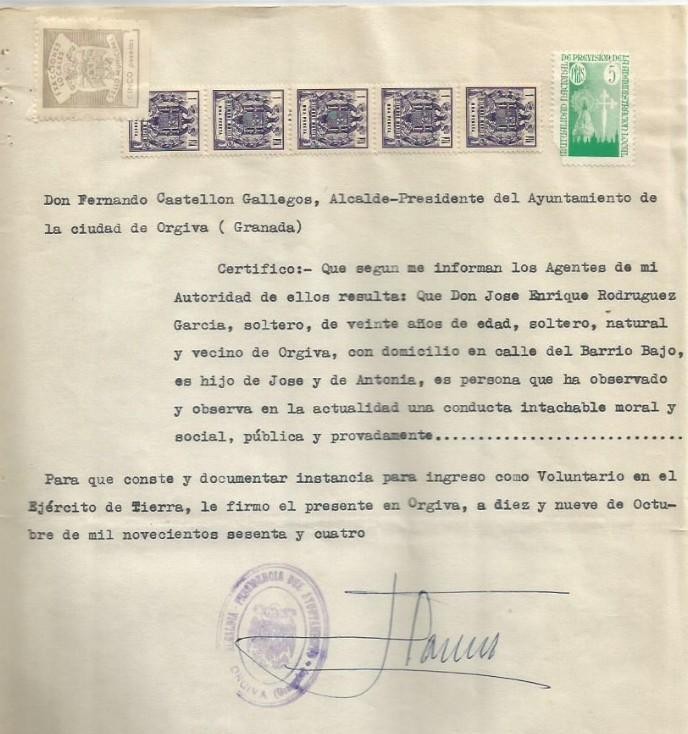 5
PTAS
Don Fernando Castellon Gallegos, Alcalde-Presidente del Ayuntamiento de
la ciudad de Orgiva ( Granada)
Certifico:- Que segun me informan los Agentes de mi
Autoridad de ellos resulta: Que Don Jose Enrique Rodruguez
Garcia, soltero, de veinte años de edad, soltero, natural
y vecino de Orgiva, con domicilio en calle del Barrio Bajo,
es hijo de Jose y de Antonia, es persona que ha observado
y observa en la actualidad una conducta intachable moral y
social, pública y provadamente............................
Para que conste y documentar instancia para ingreso como Voluntario en el
Ejército de Tierra, le firmo el presente en Orgiva, a diez y nueve de Octu-
bre de mil novecientos sesenta y cuatro
ORGIVA